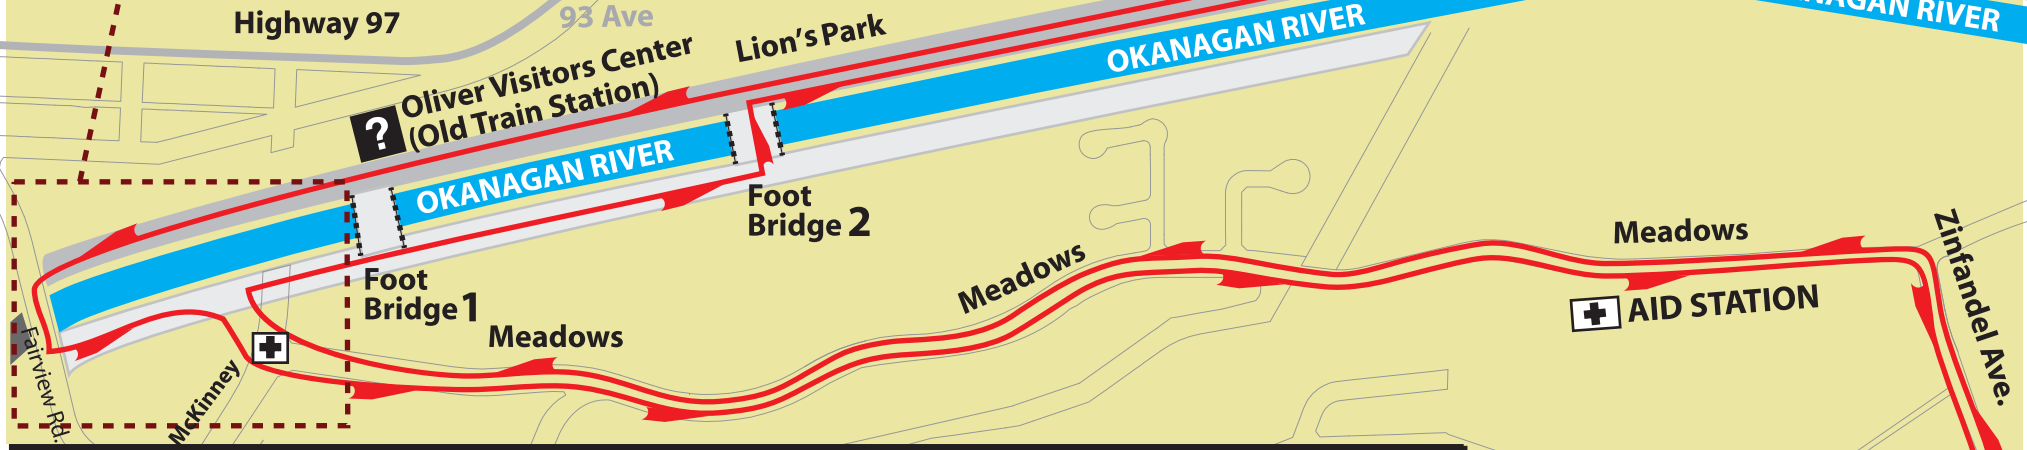 Highway 97
93 Ave
Lion's Park
OKANAGAN RIVER
NAGAN RIVER
?
Oliver Visitors Center
(Old Train Station)
OKANAGAN RIVER
Foot
Bridge 2
Foot
Bridge 1
Meadows
Meadows
Meadows
AID STATION
Zinfandel Ave.
Fairview Rd.
McKinney